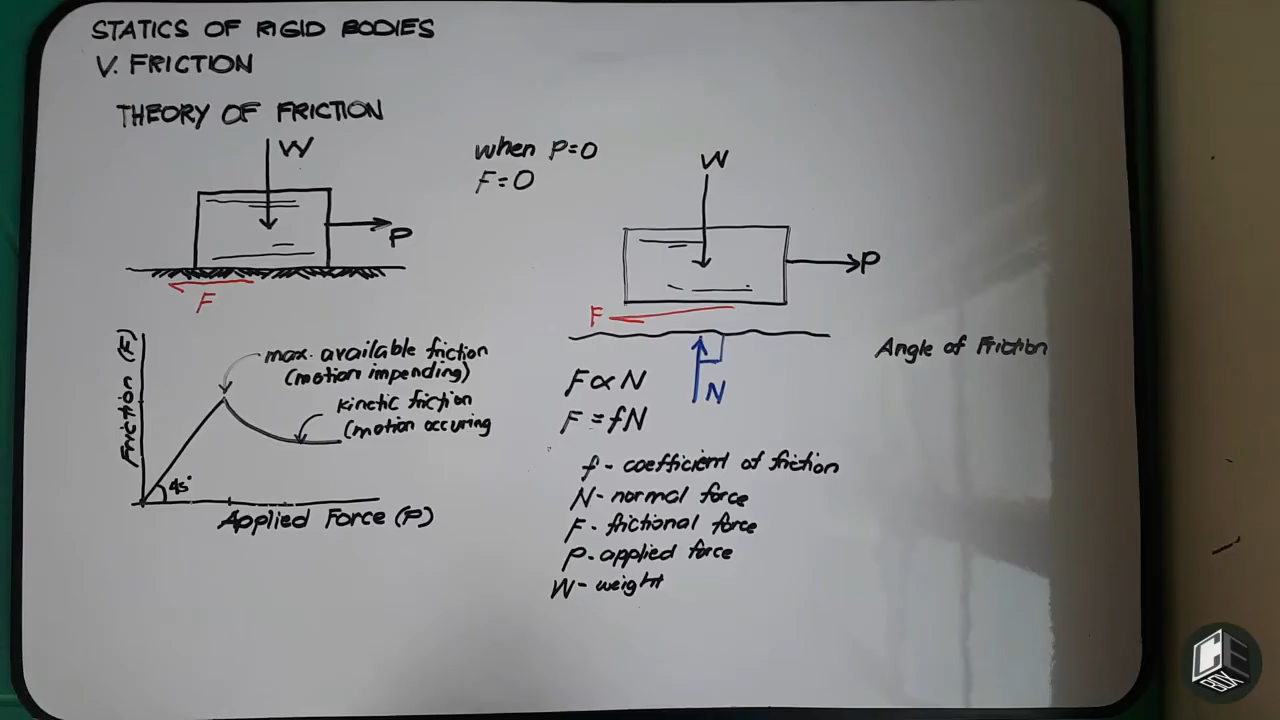 STATICS OF RIGID BODIES
V. FRICTION
THEORY OF FRICTION
W
P
F
when P=0
F=0
W
P
F
N
Friction (F)
max. available friction
(motion impending)
kinetic friction
(motion occuring
45°
Applied Force (P)
F∝N
F=fN
f - coefficient of friction
N - normal force
F - frictional force
P - applied force
W - weight
Angle of Friction
CE
BOX